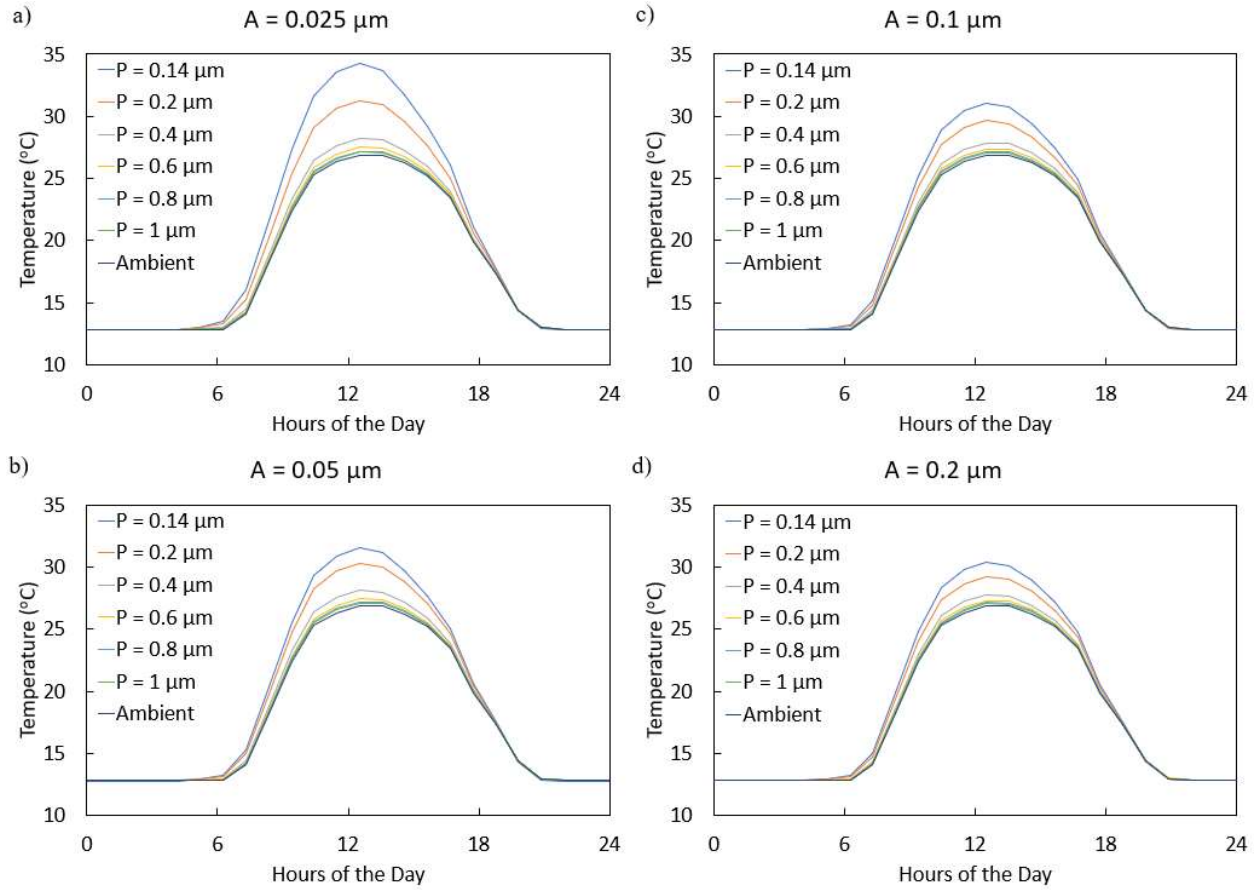 a)
A = 0.025 μm
35
30
25
20
15
10
Temperature (°C)
P = 0.14 μm
P = 0.2 μm
P = 0.4 μm
P = 0.6 μm
P = 0.8 μm
P = 1 μm
Ambient
0 6 12 18 24
Hours of the Day
c)
A = 0.1 μm
35
30
25
20
15
10
Temperature (°C)
P = 0.14 μm
P = 0.2 μm
P = 0.4 μm
P = 0.6 μm
P = 0.8 μm
P = 1 μm
Ambient
0 6 12 18 24
Hours of the Day
b)
A = 0.05 μm
35
30
25
20
15
10
Temperature (°C)
P = 0.14 μm
P = 0.2 μm
P = 0.4 μm
P = 0.6 μm
P = 0.8 μm
P = 1 μm
Ambient
0 6 12 18 24
Hours of the Day
d)
A = 0.2 μm
35
30
25
20
15
10
Temperature (°C)
P = 0.14 μm
P = 0.2 μm
P = 0.4 μm
P = 0.6 μm
P = 0.8 μm
P = 1 μm
Ambient
0 6 12 18 24
Hours of the Day